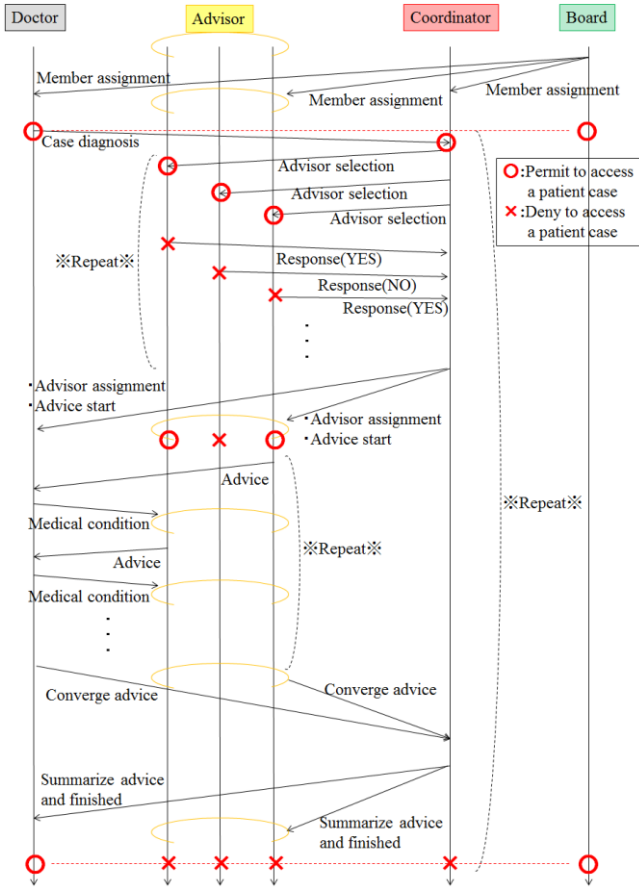 Doctor
Advisor
Coordinator
Board
Member assignment
Member assignment
Member assignment
Case diagnosis
Advisor selection
Advisor selection
Advisor selection
:Permit to access
a patient case
:Deny to access
a patient case
※Repeat※
Response(YES)
Response(NO)
Response(YES)
・Advisor assignment
・Advice start
・Advisor assignment
・Advice start
Advice
※Repeat※
Medical condition
※Repeat※
Advice
Medical condition
Converge advice
Converge advice
Summarize advice
and finished
Summarize advice
and finished